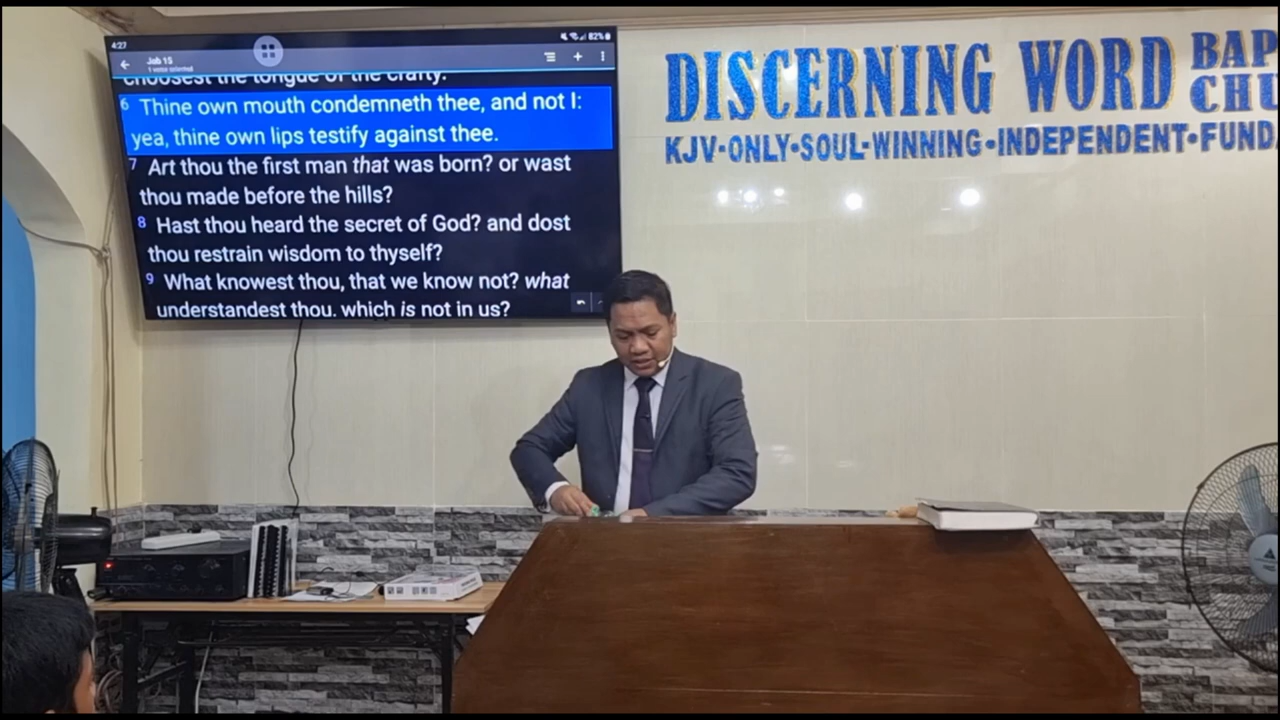 4:27
82%
Job 15
1 verse selected
choosest the tongue of the crafty.
6 Thine own mouth condemneth thee, and not I:
yea, thine own lips testify against thee.
7 Art thou the first man that was born? or wast
thou made before the hills?
8 Hast thou heard the secret of God? and dost
thou restrain wisdom to thyself?
9 What knowest thou, that we know not? what
understandest thou, which is not in us?
DISCERNING WORD BAP
CHU
KJV•ONLY•SOUL-WINNING•INDEPENDENT•FUNDA